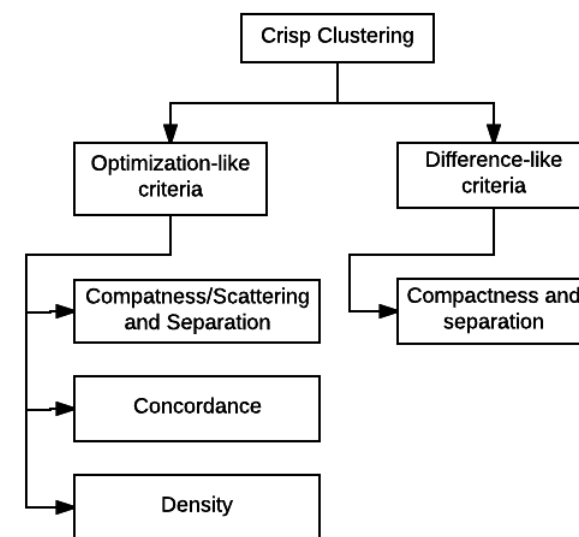 Crisp Clustering
Optimization-like
criteria
Difference-like
criteria
Compatness/Scattering
and Separation
Compactness and
separation
Concordance
Density